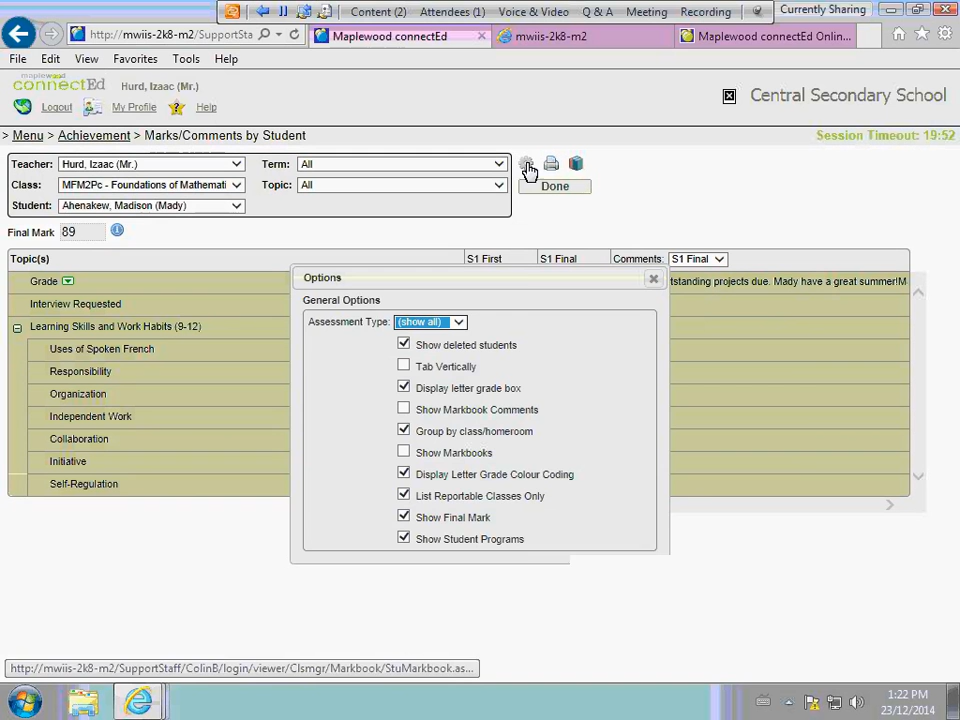 Content (2) Attendees (1) Voice & Video Q & A Meeting Recording Currently Sharing
http://mwiis-2k8-m2/SupportSta Maplewood connectEd mwiis-2k8-m2 Maplewood connectEd Onlin...
File Edit View Favorites Tools Help
maplewood
connectEd Hurd, Izaac (Mr.)
Logout My Profile Help
Central Secondary School
> Menu > Achievement > Marks/Comments by Student Session Timeout: 19:52
Teacher: Hurd, Izaac (Mr.) Term: All
Class: MFM2Pc - Foundations of Mathemati Topic: All Done
Student: Ahenakew, Madison (Mady)
Final Mark 89
Topic(s) S1 First S1 Final Comments: S1 Final
Grade tstanding projects due. Mady have a great summer!M
Interview Requested
Learning Skills and Work Habits (9-12)
Uses of Spoken French
Responsibility
Organization
Independent Work
Collaboration
Initiative
Self-Regulation
Options
General Options
Assessment Type: (show all)
Show deleted students
Tab Vertically
Display letter grade box
Show Markbook Comments
Group by class/homeroom
Show Markbooks
Display Letter Grade Colour Coding
List Reportable Classes Only
Show Final Mark
Show Student Programs
http://mwiis-2k8-m2/SupportStaff/ColinB/login/viewer/Clsmgr/Markbook/StuMarkbook.as...
1:22 PM
23/12/2014